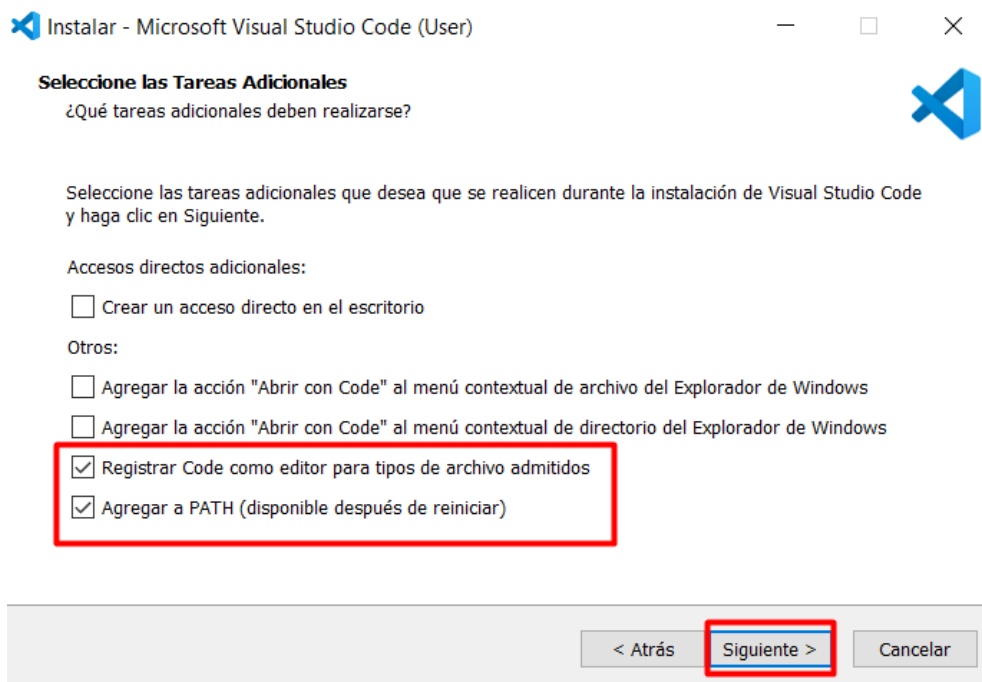 Instalar - Microsoft Visual Studio Code (User)
Seleccione las Tareas Adicionales
¿Qué tareas adicionales deben realizarse?
Seleccione las tareas adicionales que desea que se realicen durante la instalación de Visual Studio Code
y haga clic en Siguiente.
Accesos directos adicionales:
Crear un acceso directo en el escritorio
Otros:
Agregar la acción "Abrir con Code" al menú contextual de archivo del Explorador de Windows
Agregar la acción "Abrir con Code" al menú contextual de directorio del Explorador de Windows
Registrar Code como editor para tipos de archivo admitidos
Agregar a PATH (disponible después de reiniciar)
< Atrás Siguiente > Cancelar